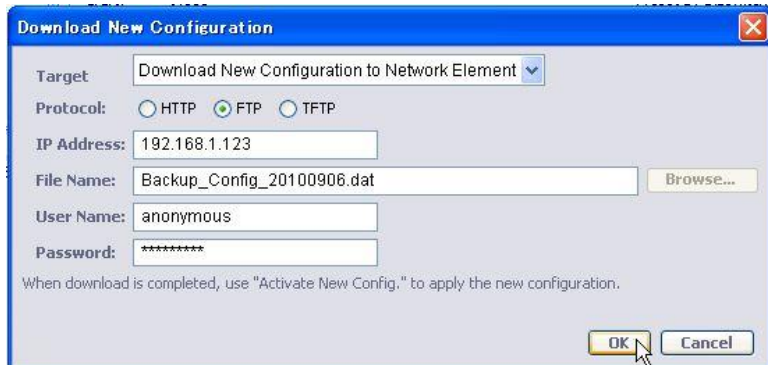 Download New Configuration
Target Download New Configuration to Network Element
Protocol: HTTP FTP TFTP
IP Address: 192.168.1.123
File Name: Backup_Config_20100906.dat Browse...
User Name: anonymous
Password: *********
When download is completed, use "Activate New Config." to apply the new configuration.
OK Cancel